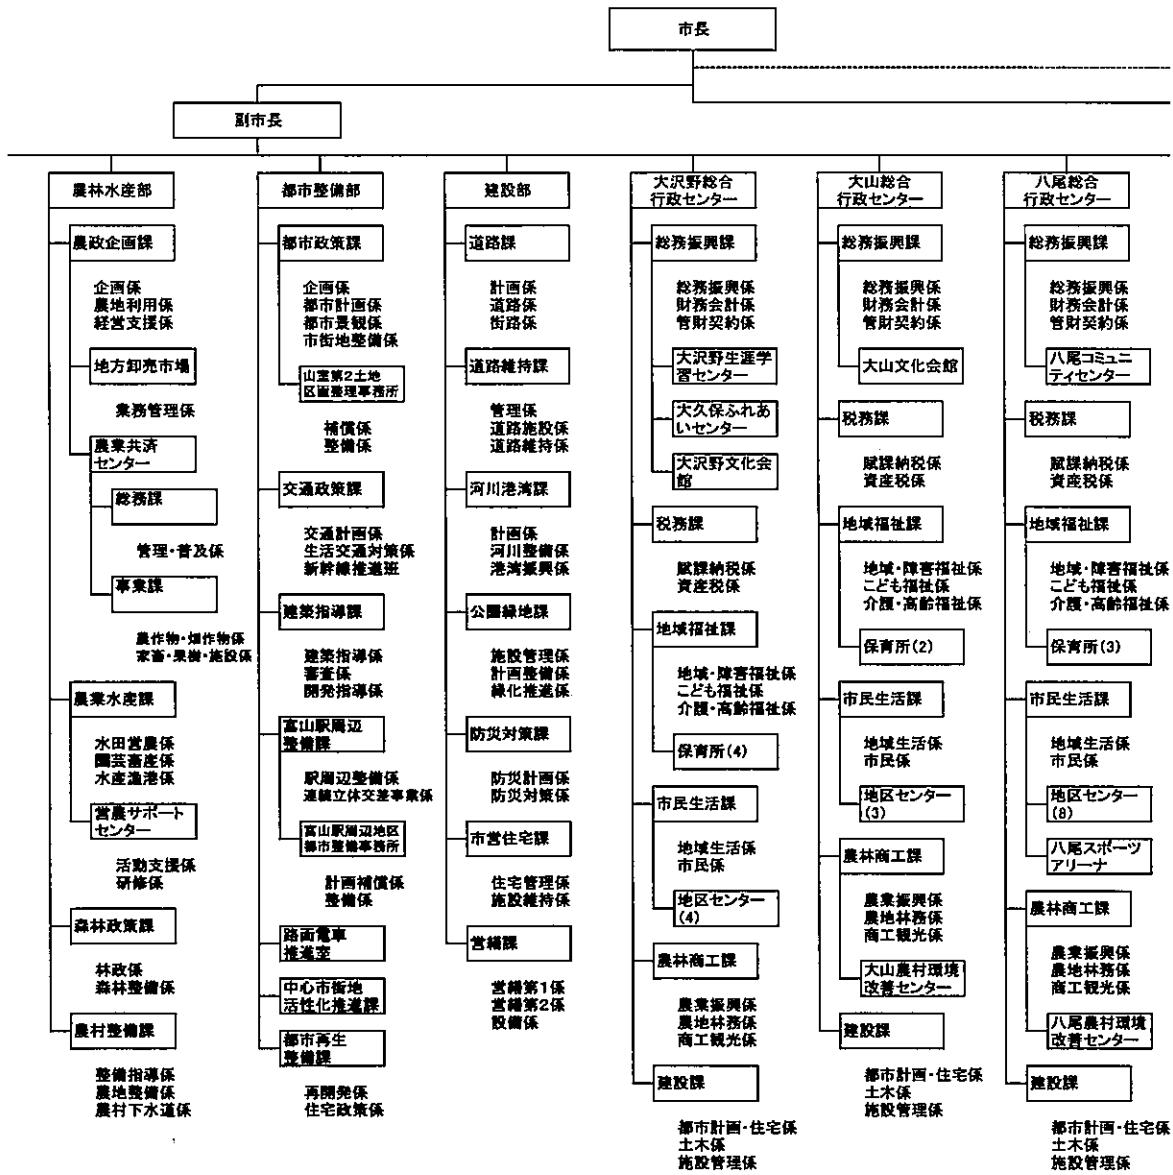 市長
副市長
農林水産部
農政企画課
企画係
農地利用係
経営支援係
地方卸売市場
業務管理係
農業共済
センター
総務課
管理・普及係
事業課
農作物・畑作物係
家畜・果樹・施設係
農業水産課
水田営農係
園芸畜産係
水産漁港係
営農サポート
センター
活動支援係
研修係
森林政策課
林政係
森林整備係
農村整備課
整備指導係
農地整備係
農村下水道係
都市整備部
都市政策課
企画係
都市計画係
都市景観係
市街地整備係
山室第2土地
区画整理事務所
補償係
整備係
交通政策課
交通計画係
生活交通対策係
新幹線推進班
建築指導課
建築指導係
審査係
開発指導係
富山駅周辺
整備課
駅周辺整備係
連続立体交差事業係
富山駅周辺地区
都市整備事務所
計画補償係
整備係
路面電車
推進室
中心市街地
活性化推進課
都市再生
整備課
再開発係
住宅政策係
建設部
道路課
計画係
道路係
街路係
道路維持課
管理係
道路施設係
道路維持係
河川港湾課
計画係
河川整備係
港湾振興係
公園緑地課
施設管理係
計画整備係
緑化推進係
防災対策課
防災計画係
防災対策係
市営住宅課
住宅管理係
施設維持係
営繕課
営繕第1係
営繕第2係
設備係
大沢野総合
行政センター
総務振興課
総務振興係
財務会計係
管財契約係
大沢野生涯学
習センター
大久保ふれあ
いセンター
大沢野文化会
館
税務課
賦課納税係
資産税係
地域福祉課
地域・障害福祉係
こども福祉係
介護・高齢福祉係
保育所(4)
市民生活課
地域生活係
市民係
地区センター
(4)
農林商工課
農業振興係
農地林務係
商工観光係
建設課
都市計画・住宅係
土木係
施設管理係
大山総合
行政センター
総務振興課
総務振興係
財務会計係
管財契約係
大山文化会館
税務課
賦課納税係
資産税係
地域福祉課
地域・障害福祉係
こども福祉係
介護・高齢福祉係
保育所(2)
市民生活課
地域生活係
市民係
地区センター
(3)
農林商工課
農業振興係
農地林務係
商工観光係
大山農村環境
改善センター
建設課
都市計画・住宅係
土木係
施設管理係
八尾総合
行政センター
総務振興課
総務振興係
財務会計係
管財契約係
八尾コミュニ
ティセンター
税務課
賦課納税係
資産税係
地域福祉課
地域・障害福祉係
こども福祉係
介護・高齢福祉係
保育所(3)
市民生活課
地域生活係
市民係
地区センター
(8)
八尾スポーツ
アリーナ
農林商工課
農業振興係
農地林務係
商工観光係
八尾農村環境
改善センター
建設課
都市計画・住宅係
土木係
施設管理係